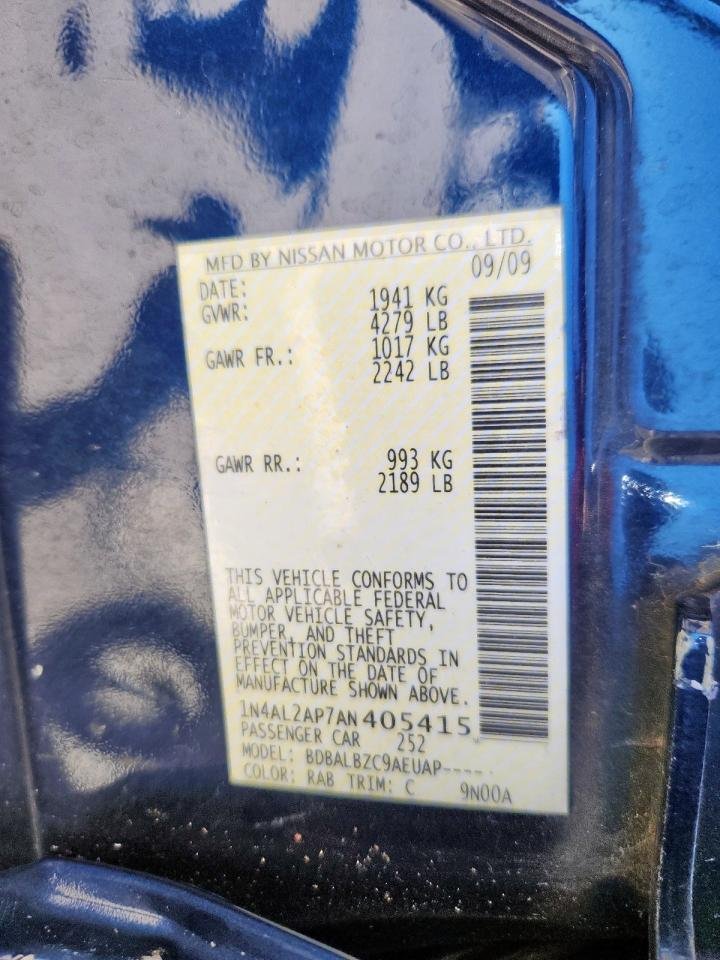 MFD BY NISSAN MOTOR CO., LTD.
DATE: 09/09
GVWR: 1941 KG
4279 LB
GAWR FR.: 1017 KG
2242 LB
GAWR RR.: 993 KG
2189 LB
THIS VEHICLE CONFORMS TO
ALL APPLICABLE FEDERAL
MOTOR VEHICLE SAFETY,
BUMPER, AND THEFT
PREVENTION STANDARDS IN
EFFECT ON THE DATE OF
MANUFACTURE SHOWN ABOVE.
1N4AL2AP7AN405415
PASSENGER CAR 252
MODEL: BDBALBZC9AEUAP----
COLOR: RAB TRIM: C 9N00A